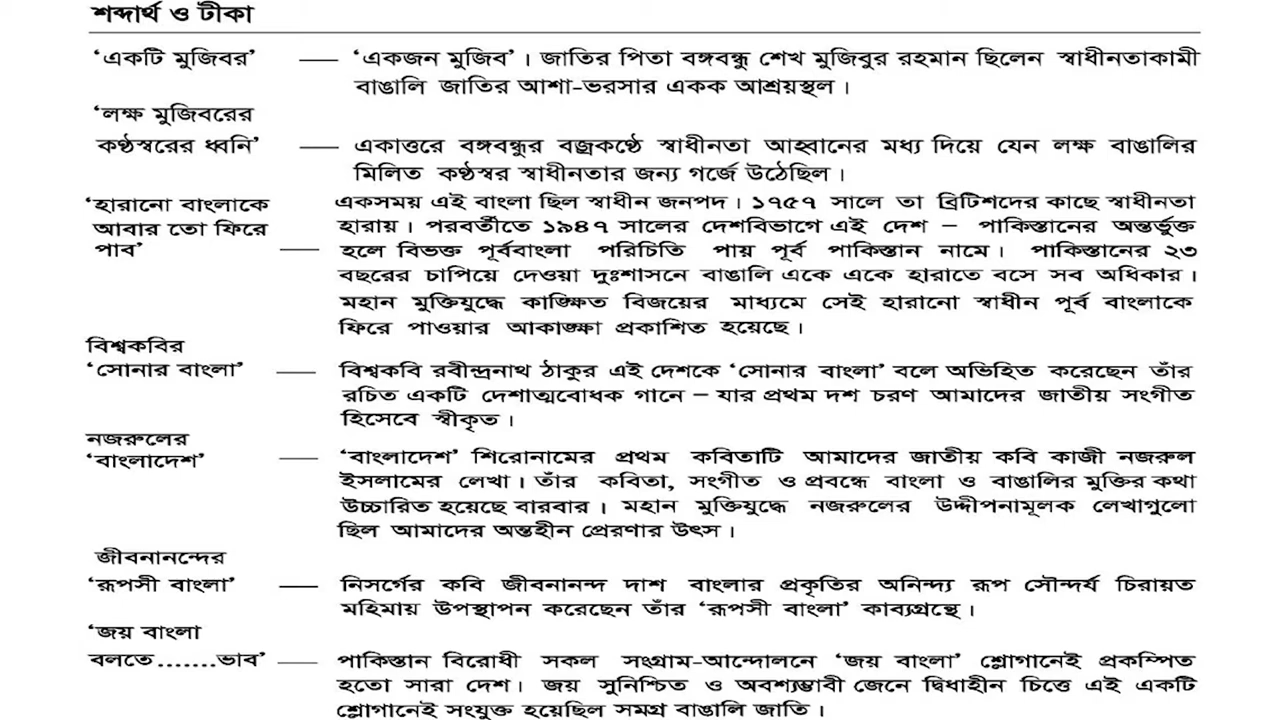 শব্দার্থ ও টীকা
‘একটি মুজিবর’ — ‘একজন মুজিব’। জাতির পিতা বঙ্গবন্ধু শেখ মুজিবুর রহমান ছিলেন স্বাধীনতাকামী
বাঙালি জাতির আশা-ভরসার একক আশ্রয়স্থল।
‘লক্ষ মুজিবরের
কণ্ঠস্বরের ধ্বনি’ — একাত্তরে বঙ্গবন্ধুর বজ্রকণ্ঠে স্বাধীনতা আহ্বানের মধ্য দিয়ে যেন লক্ষ বাঙালির
মিলিত কণ্ঠস্বর স্বাধীনতার জন্য গর্জে উঠেছিল।
‘হারানো বাংলাকে একসময় এই বাংলা ছিল স্বাধীন জনপদ। ১৭৫৭ সালে তা ব্রিটিশদের কাছে স্বাধীনতা
আবার তো ফিরে হারায়। পরবর্তীতে ১৯৪৭ সালের দেশবিভাগে এই দেশ – পাকিস্তানের অন্তর্ভুক্ত
পাব’ — হলে বিভক্ত পূর্ববাংলা পরিচিতি পায় পূর্ব পাকিস্তান নামে। পাকিস্তানের ২৩
বছরের চাপিয়ে দেওয়া দুঃশাসনে বাঙালি একে একে হারাতে বসে সব অধিকার।
মহান মুক্তিযুদ্ধে কাঙ্ক্ষিত বিজয়ের মাধ্যমে সেই হারানো স্বাধীন পূর্ব বাংলাকে
ফিরে পাওয়ার আকাঙ্ক্ষা প্রকাশিত হয়েছে।
বিশ্বকবির
‘সোনার বাংলা’ — বিশ্বকবি রবীন্দ্রনাথ ঠাকুর এই দেশকে ‘সোনার বাংলা’ বলে অভিহিত করেছেন তাঁর
রচিত একটি দেশাত্মবোধক গানে – যার প্রথম দশ চরণ আমাদের জাতীয় সংগীত
হিসেবে স্বীকৃত।
নজরুলের
‘বাংলাদেশ’ — ‘বাংলাদেশ’ শিরোনামের প্রথম কবিতাটি আমাদের জাতীয় কবি কাজী নজরুল
ইসলামের লেখা। তাঁর কবিতা, সংগীত ও প্রবন্ধে বাংলা ও বাঙালির মুক্তির কথা
উচ্চারিত হয়েছে বারবার। মহান মুক্তিযুদ্ধে নজরুলের উদ্দীপনামূলক লেখাগুলো
ছিল আমাদের অন্তহীন প্রেরণার উৎস।
জীবনানন্দের
‘রূপসী বাংলা’ — নিসর্গের কবি জীবনানন্দ দাশ বাংলার প্রকৃতির অনিন্দ্য রূপ সৌন্দর্য চিরায়ত
মহিমায় উপস্থাপন করেছেন তাঁর ‘রূপসী বাংলা’ কাব্যগ্রন্থে।
‘জয় বাংলা
বলতে.......ভাব’ — পাকিস্তান বিরোধী সকল সংগ্রাম-আন্দোলনে ‘জয় বাংলা’ শ্লোগানেই প্রকম্পিত
হতো সারা দেশ। জয় সুনিশ্চিত ও অবশ্যম্ভাবী জেনে দ্বিধাহীন চিত্তে এই একটি
শ্লোগানেই সংযুক্ত হয়েছিল সমগ্র বাঙালি জাতি।